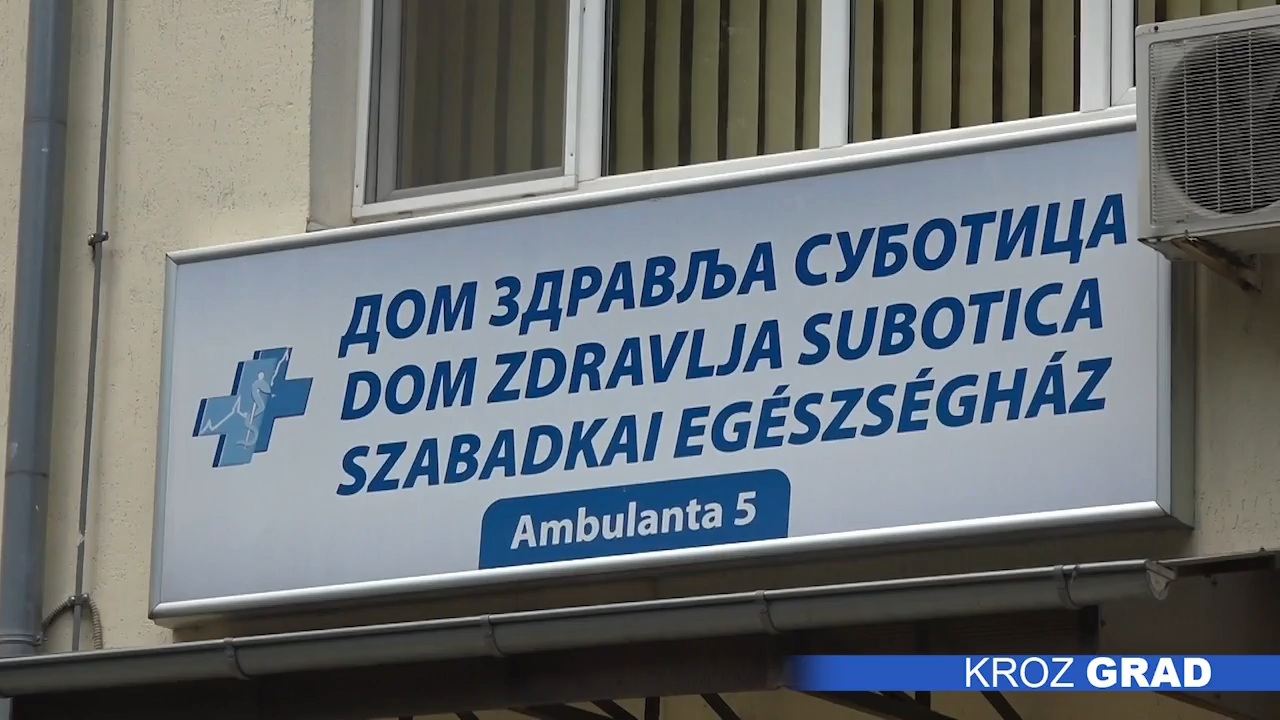 ДОМ ЗДРАВЉА СУБОТИЦА
DOM ZDRAVLJA SUBOTICA
SZABADKAI EGÉSZSÉGHÁZ
Ambulanta 5
KROZ GRAD